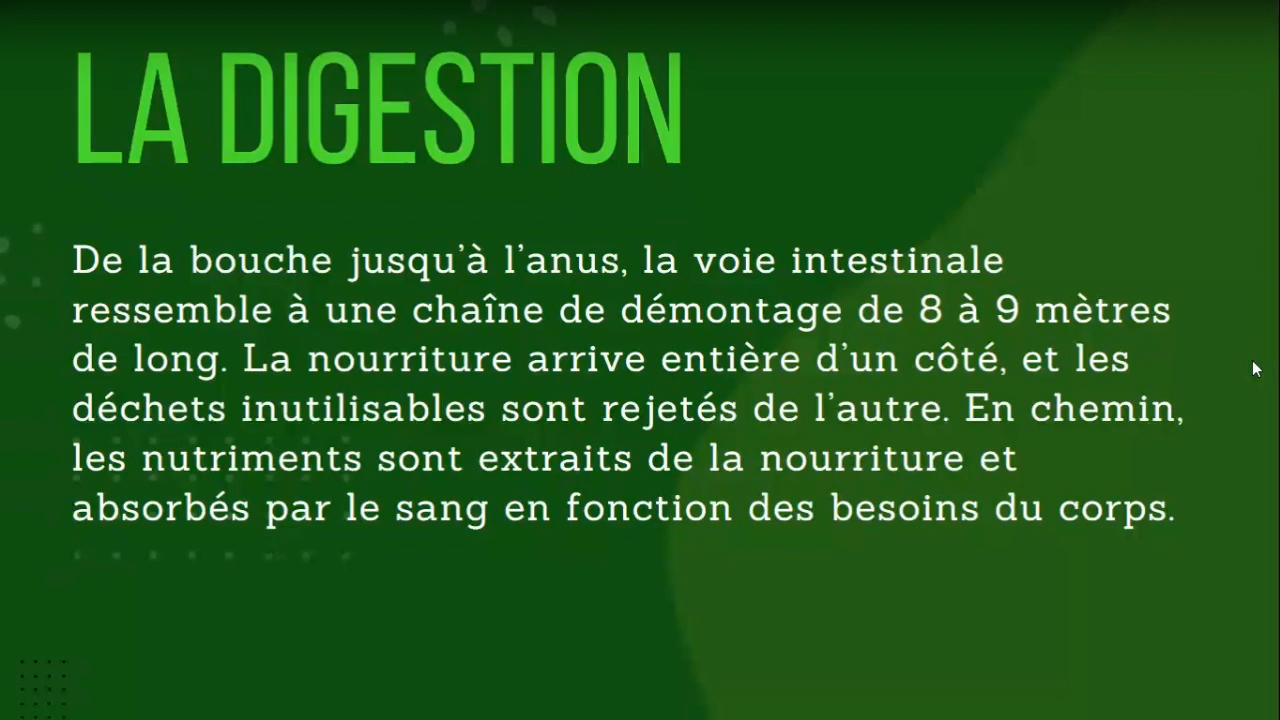 LA DIGESTION
De la bouche jusqu’à l’anus, la voie intestinale
ressemble à une chaîne de démontage de 8 à 9 mètres
de long. La nourriture arrive entière d’un côté, et les
déchets inutilisables sont rejetés de l’autre. En chemin,
les nutriments sont extraits de la nourriture et
absorbés par le sang en fonction des besoins du corps.